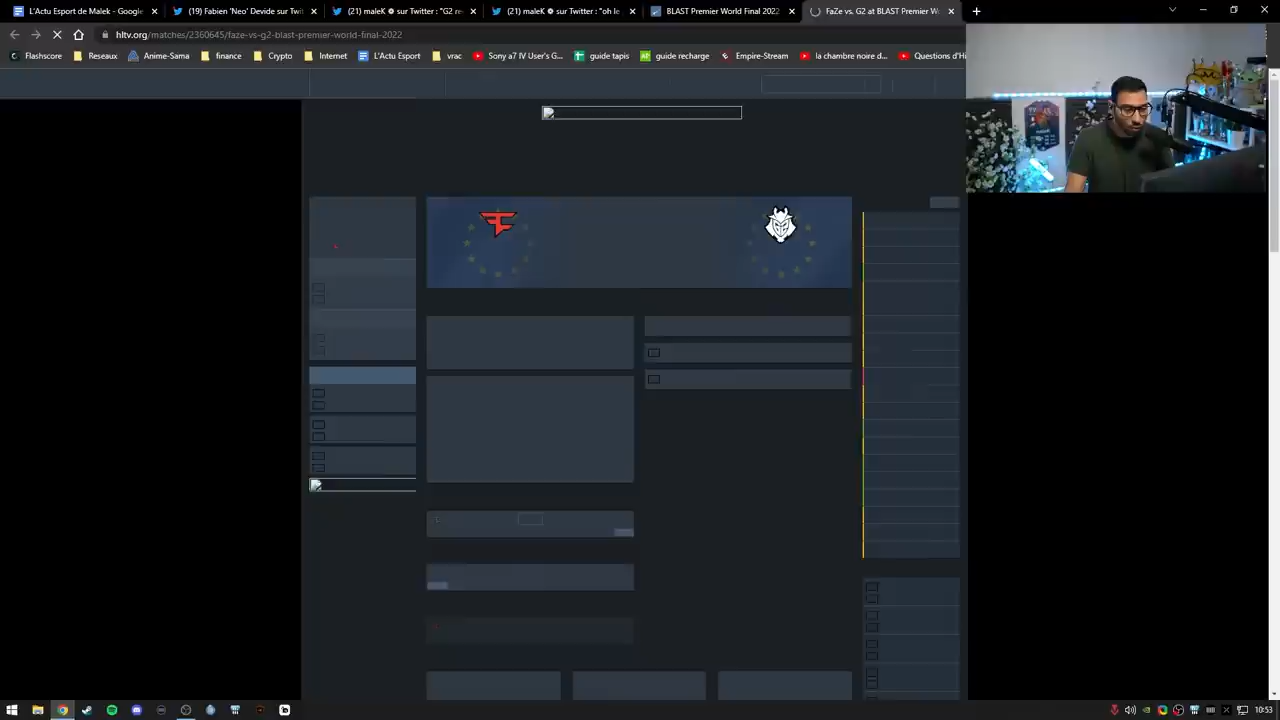 L'Actu Esport de Malek - Google
(19) Fabien 'Neo' Devide sur Twit
(21) maleK sur Twitter : "G2 re
(21) maleK sur Twitter : "oh le
BLAST Premier World Final 2022
FaZe vs. G2 at BLAST Premier W
hltv.org/matches/2360645/faze-vs-g2-blast-premier-world-final-2022
Flashscore
Reseaux
Anime-Sama
finance
Crypto
Internet
L'Actu Esport
vrac
Sony a7 IV User's G...
guide tapis
guide recharge
Empire-Stream
la chambre noire d...
Questions d'Hi
10:53